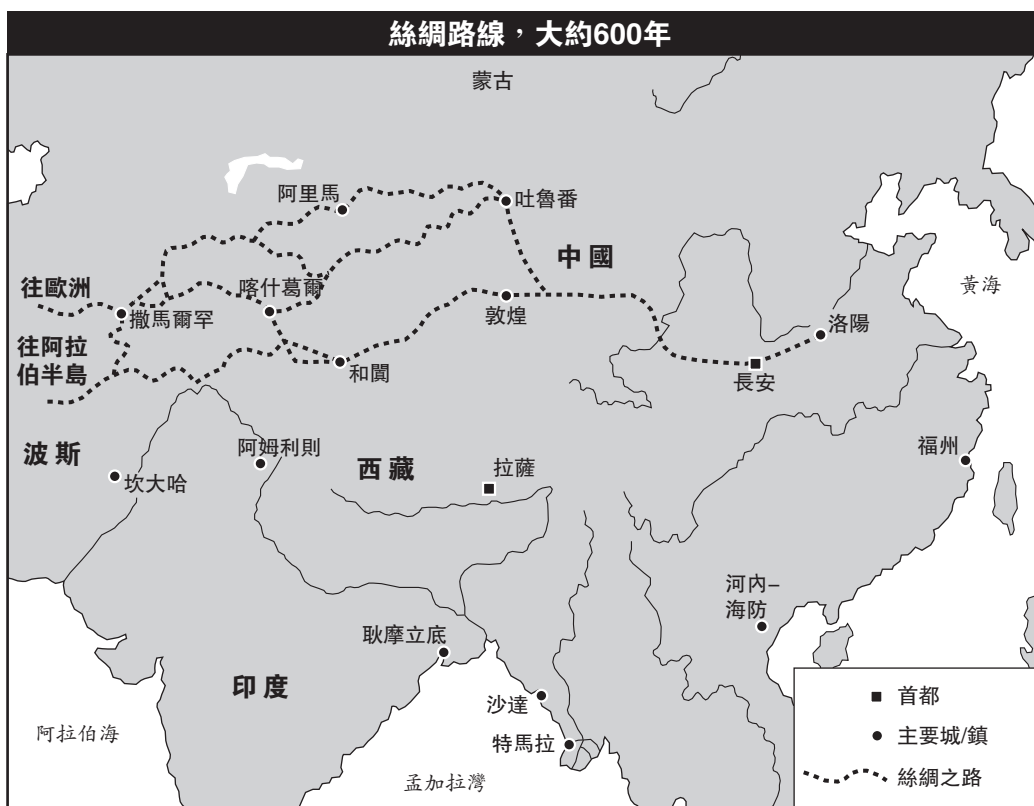 絲綢路線，大約600年
蒙古
阿里馬
吐魯番
中國
往歐洲
喀什葛爾
黃海
撒馬爾罕
敦煌
洛陽
往阿拉
伯半島
和闐
長安
波斯
阿姆利則
西藏
拉薩
福州
坎大哈
河內–
海防
耿摩立底
印度
沙達
阿拉伯海
特馬拉
孟加拉灣
首都
主要城/鎮
絲綢之路